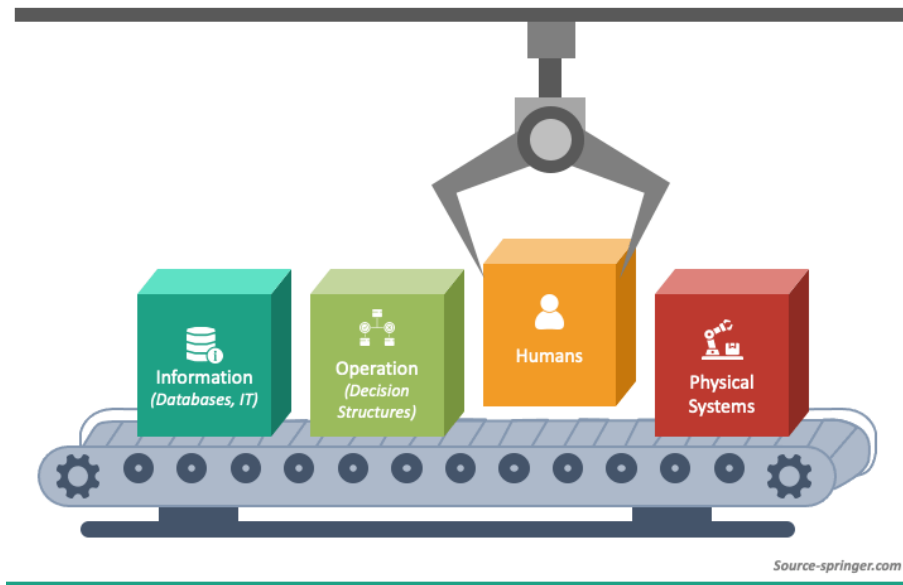 Information
(Databases, IT)
Operation
(Decision
Structures)
Humans
Physical
Systems
Source-springer.com